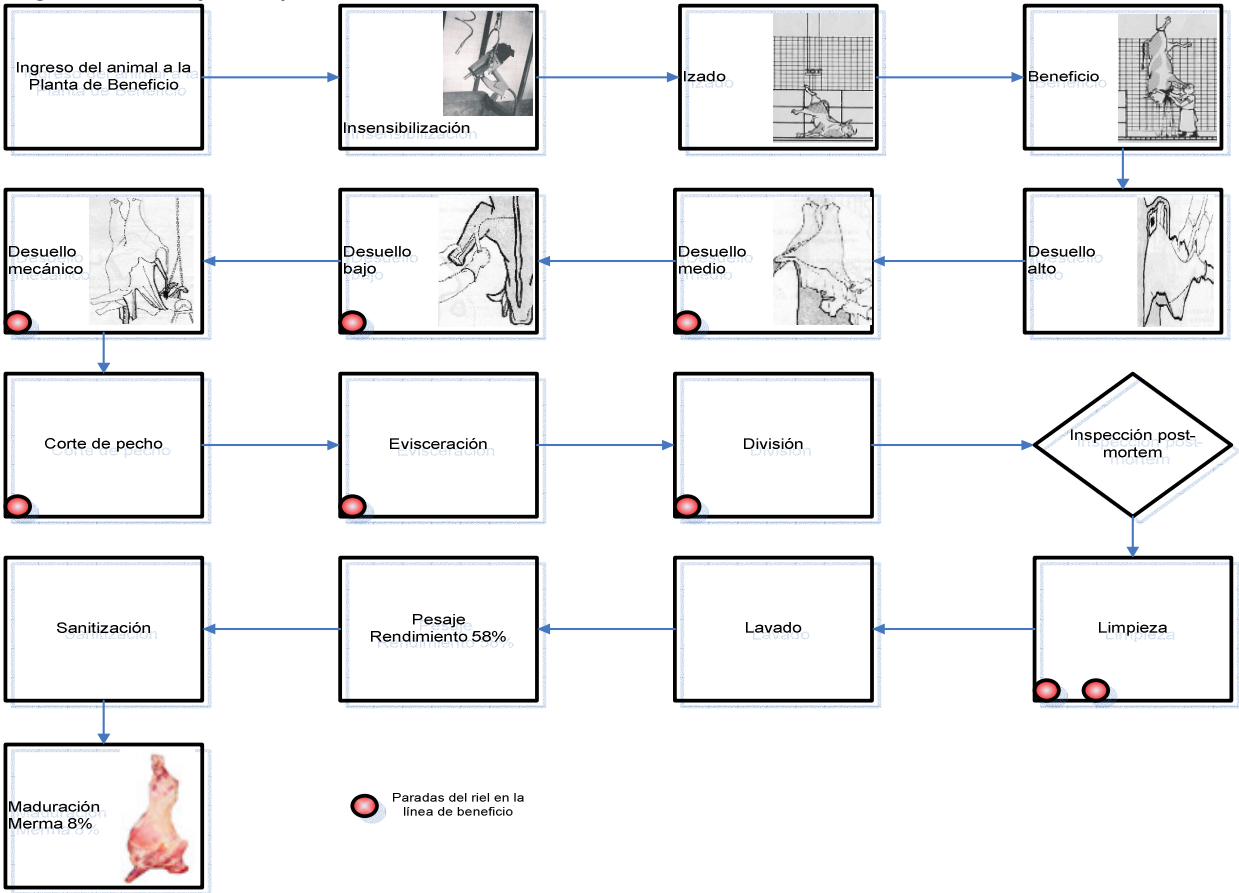 Ingreso del animal a la
Planta de Beneficio
Insensibilización
Izado
Beneficio
Desuello
mecánico
Desuello
bajo
Desuello
medio
Desuello
alto
Corte de pecho
Evisceración
División
Inspección post-
mortem
Sanitización
Pesaje
Rendimiento 58%
Lavado
Limpieza
Maduración
Merma 8%
Paradas del riel en la
línea de beneficio